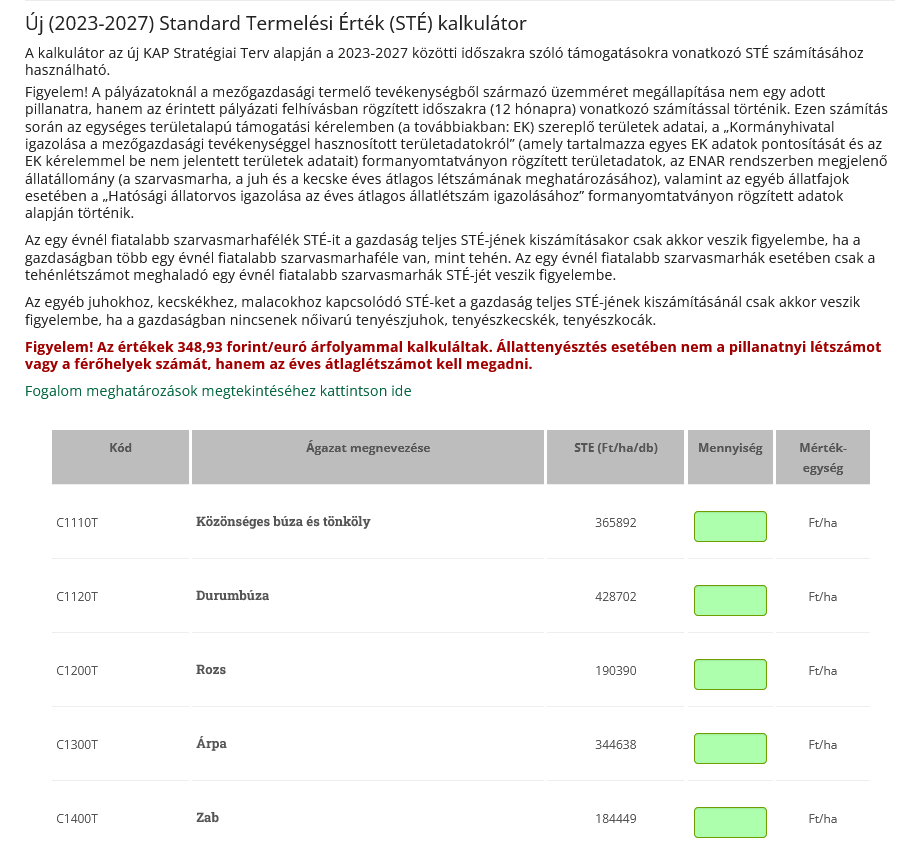 Új (2023-2027) Standard Termelési Érték (STÉ) kalkulátor
A kalkulátor az új KAP Stratégiai Terv alapján a 2023-2027 közötti időszakra szóló támogatásokra vonatkozó STÉ számításához
használható.
Figyelem! A pályázatoknál a mezőgazdasági termelő tevékenységből származó üzemméret megállapítása nem egy adott
pillanatra, hanem az érintett pályázati felhívásban rögzített időszakra (12 hónapra) vonatkozó számítással történik. Ezen számítás
során az egységes területalapú támogatási kérelemben (a továbbiakban: EK) szereplő területek adatai, a „Kormányhivatal
igazolása a mezőgazdasági tevékenységgel hasznosított területadatokról” (amely tartalmazza egyes EK adatok pontosítását és az
EK kérelemmel be nem jelentett területek adatait) formanyomtatványon rögzített területadatok, az ENAR rendszerben megjelenő
állatállomány (a szarvasmarha, a juh és a kecske éves átlagos létszámának meghatározásához), valamint az egyéb állatfajok
esetében a „Hatósági állatorvos igazolása az éves átlagos állatlétszám igazolásához” formanyomtatványon rögzített adatok
alapján történik.
Az egy évnél fiatalabb szarvasmarhafélék STÉ-it a gazdaság teljes STÉ-jének kiszámításakor csak akkor veszik figyelembe, ha a
gazdaságban több egy évnél fiatalabb szarvasmarhaféle van, mint tehén. Az egy évnél fiatalabb szarvasmarhák esetében csak a
tehénlétszámot meghaladó egy évnél fiatalabb szarvasmarhák STÉ-jét veszik figyelembe.
Az egyéb juhokhoz, kecskékhez, malacokhoz kapcsolódó STÉ-ket a gazdaság teljes STÉ-jének kiszámításánál csak akkor veszik
figyelembe, ha a gazdaságban nincsenek nőivarú tenyészjuhok, tenyészkecskék, tenyészkocák.
Figyelem! Az értékek 348,93 forint/euró árfolyammal kalkuláltak. Állattenyésztés esetében nem a pillanatnyi létszámot
vagy a férőhelyek számát, hanem az éves átlaglétszámot kell megadni.
Fogalom meghatározások megtekintéséhez kattintson ide
Kód Ágazat megnevezése STE (Ft/ha/db) Mennyiség Mérték-
egység
C1110T Közönséges búza és tönköly 365892 Ft/ha
C1120T Durumbúza 428702 Ft/ha
C1200T Rozs 190390 Ft/ha
C1300T Árpa 344638 Ft/ha
C1400T Zab 184449 Ft/ha